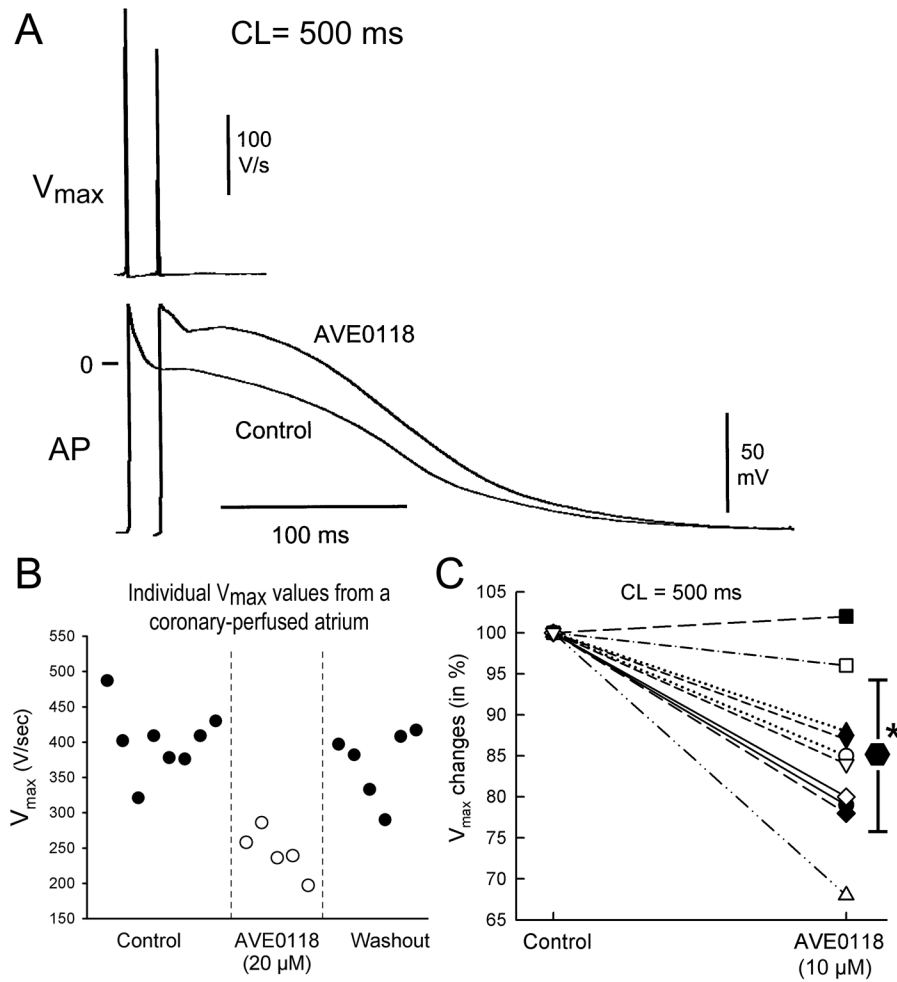 A
CL= 500 ms
100
V/s
Vmax
AVE0118
0
Control
AP
50
mV
100 ms
B
Individual Vmax values from a
coronary-perfused atrium
550
500
450
400
350
300
250
200
150
Vmax (V/sec)
Control
AVE0118
(20 µM)
Washout
C
CL = 500 ms
105
100
95
90
85
80
75
70
65
Vmax changes (in %)
*
Control
AVE0118
(10 µM)